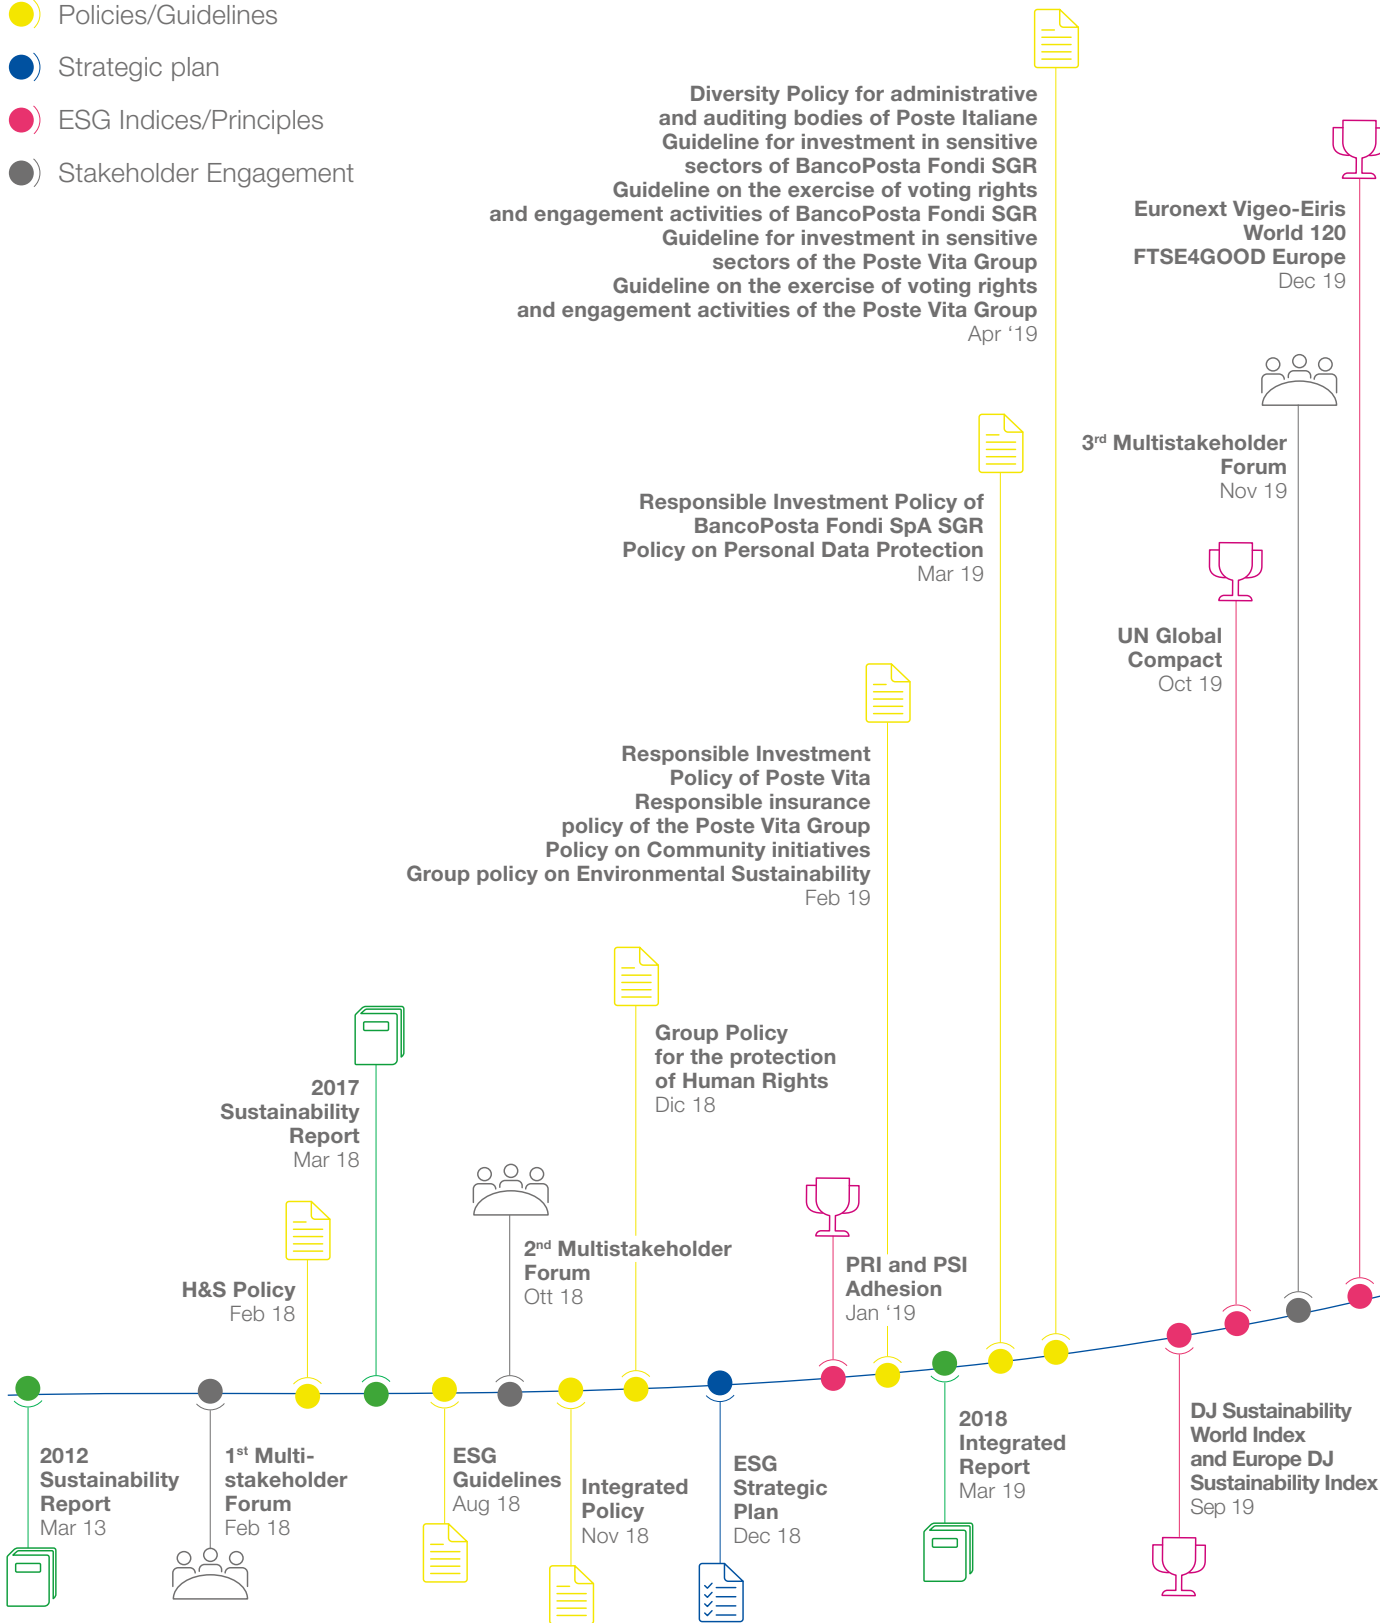 Policies/Guidelines
Strategic plan
ESG Indices/Principles
Stakeholder Engagement
Diversity Policy for administrative
and auditing bodies of Poste Italiane
Guideline for investment in sensitive
sectors of BancoPosta Fondi SGR
Guideline on the exercise of voting rights
and engagement activities of BancoPosta Fondi SGR
Guideline for investment in sensitive
sectors of the Poste Vita Group
Guideline on the exercise of voting rights
and engagement activities of the Poste Vita Group
Apr ‘19
Euronext Vigeo-Eiris
World 120
FTSE4GOOD Europe
Dec 19
3rd Multistakeholder
Forum
Nov 19
Responsible Investment Policy of
BancoPosta Fondi SpA SGR
Policy on Personal Data Protection
Mar 19
UN Global
Compact
Oct 19
Responsible Investment
Policy of Poste Vita
Responsible insurance
policy of the Poste Vita Group
Policy on Community initiatives
Group policy on Environmental Sustainability
Feb 19
Group Policy
for the protection
of Human Rights
Dic 18
2017
Sustainability
Report
Mar 18
2nd Multistakeholder
Forum
Ott 18
H&S Policy
Feb 18
PRI and PSI
Adhesion
Jan ‘19
2012
Sustainability
Report
Mar 13
1st Multi-
stakeholder
Forum
Feb 18
ESG
Guidelines
Aug 18
Integrated
Policy
Nov 18
ESG
Strategic
Plan
Dec 18
2018
Integrated
Report
Mar 19
DJ Sustainability
World Index
and Europe DJ
Sustainability Index
Sep 19